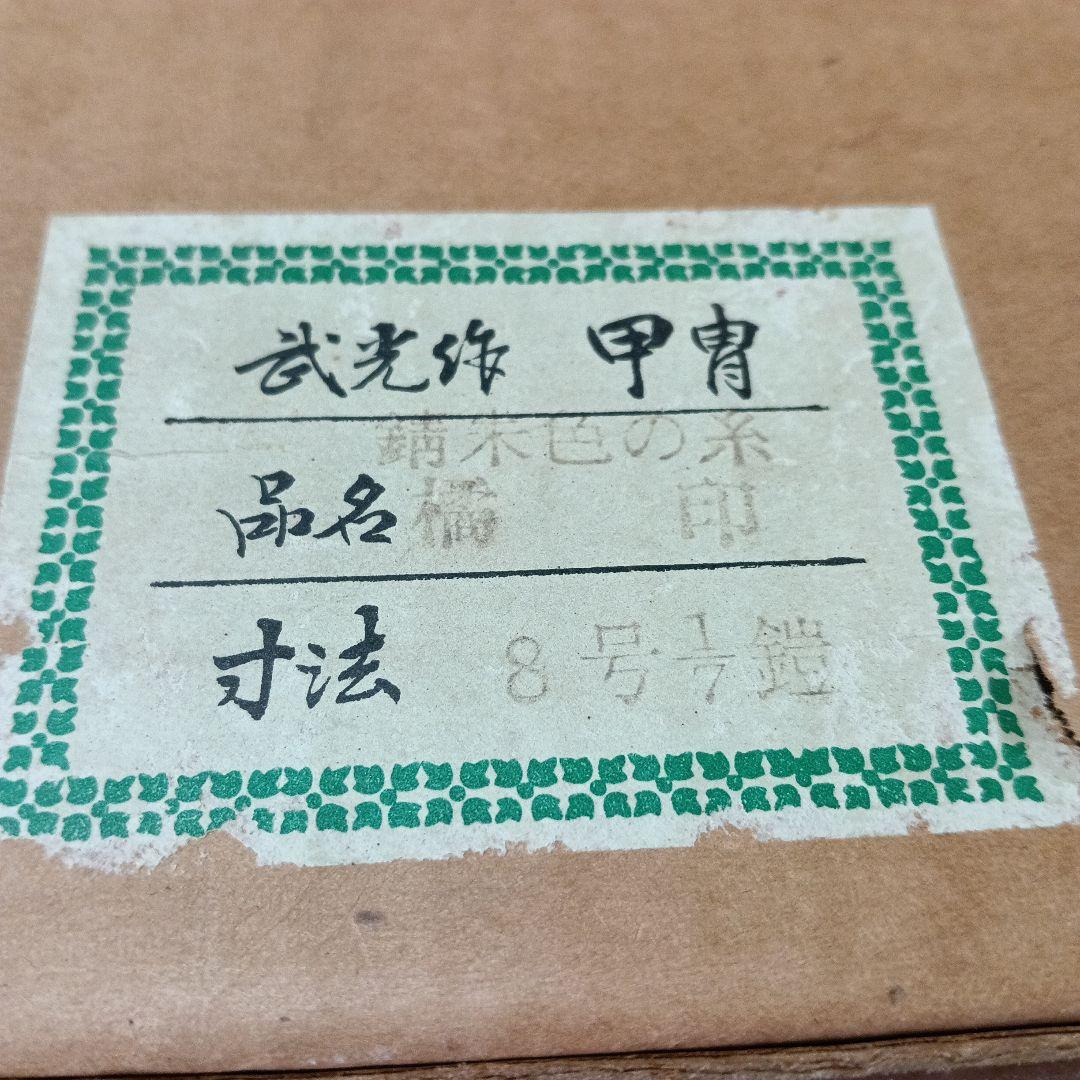 武光作 甲冑
錆朱色の糸
品名 橘 印
寸法 8号1/7鎧